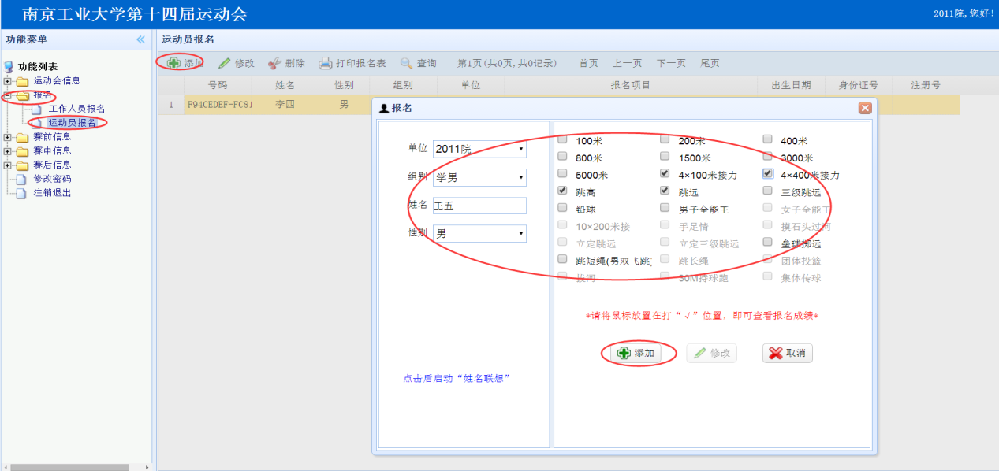 南京工业大学第十四届运动会
2011院,您好!
功能菜单
运动员报名
功能列表
运动会信息
报名
工作人员报名
运动员报名
赛前信息
赛中信息
赛后信息
修改密码
注销退出
添加 修改 删除 打印报名表 查询 第1页(共0页,共0记录) 首页 上一页 下一页 尾页
号码 姓名 性别 组别 单位 报名项目 出生日期 身份证号 注册号
1 F94CEDEF-FC81 李四 男
报名
单位 2011院
组别 学男
姓名 王五
性别 男
点击后启动“姓名联想”
100米 200米 400米
800米 1500米 3000米
5000米 4×100米接力 4×400米接力
跳高 跳远 三级跳远
铅球 男子全能王 女子全能王
10×200米接 手足情 摸石头过河
立定跳远 立定三级跳远 垒球掷远
跳短绳(男双飞跳) 跳长绳 团体投篮
拔河 30M持球跑 集体传球
*请将鼠标放置在打“√”位置，即可查看报名成绩*
添加 修改 取消